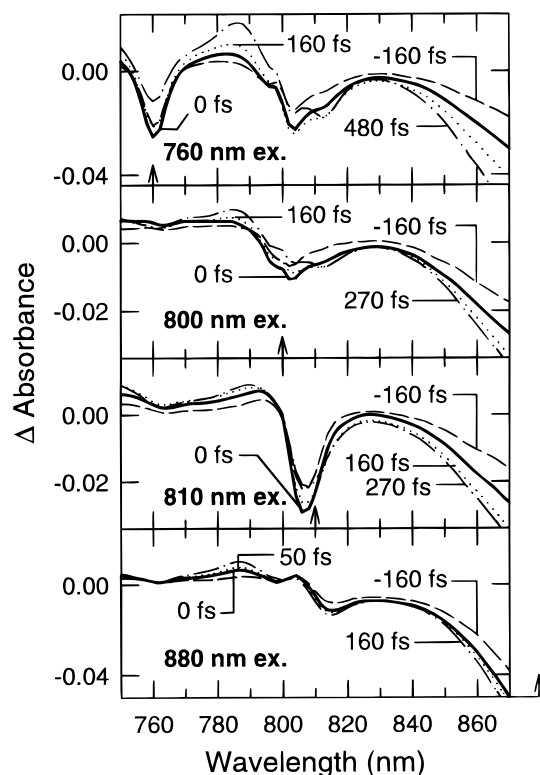 160 fs
-160 fs
0.00
0 fs
480 fs
760 nm ex.
-0.04
160 fs
-160 fs
0.00
0 fs
270 fs
-0.02
800 nm ex.
Δ Absorbance
-160 fs
0.00
0 fs
160 fs
-0.02
270 fs
810 nm ex.
50 fs
0.00
-160 fs
0 fs
160 fs
880 nm ex.
-0.04
760 780 800 820 840 860
Wavelength (nm)